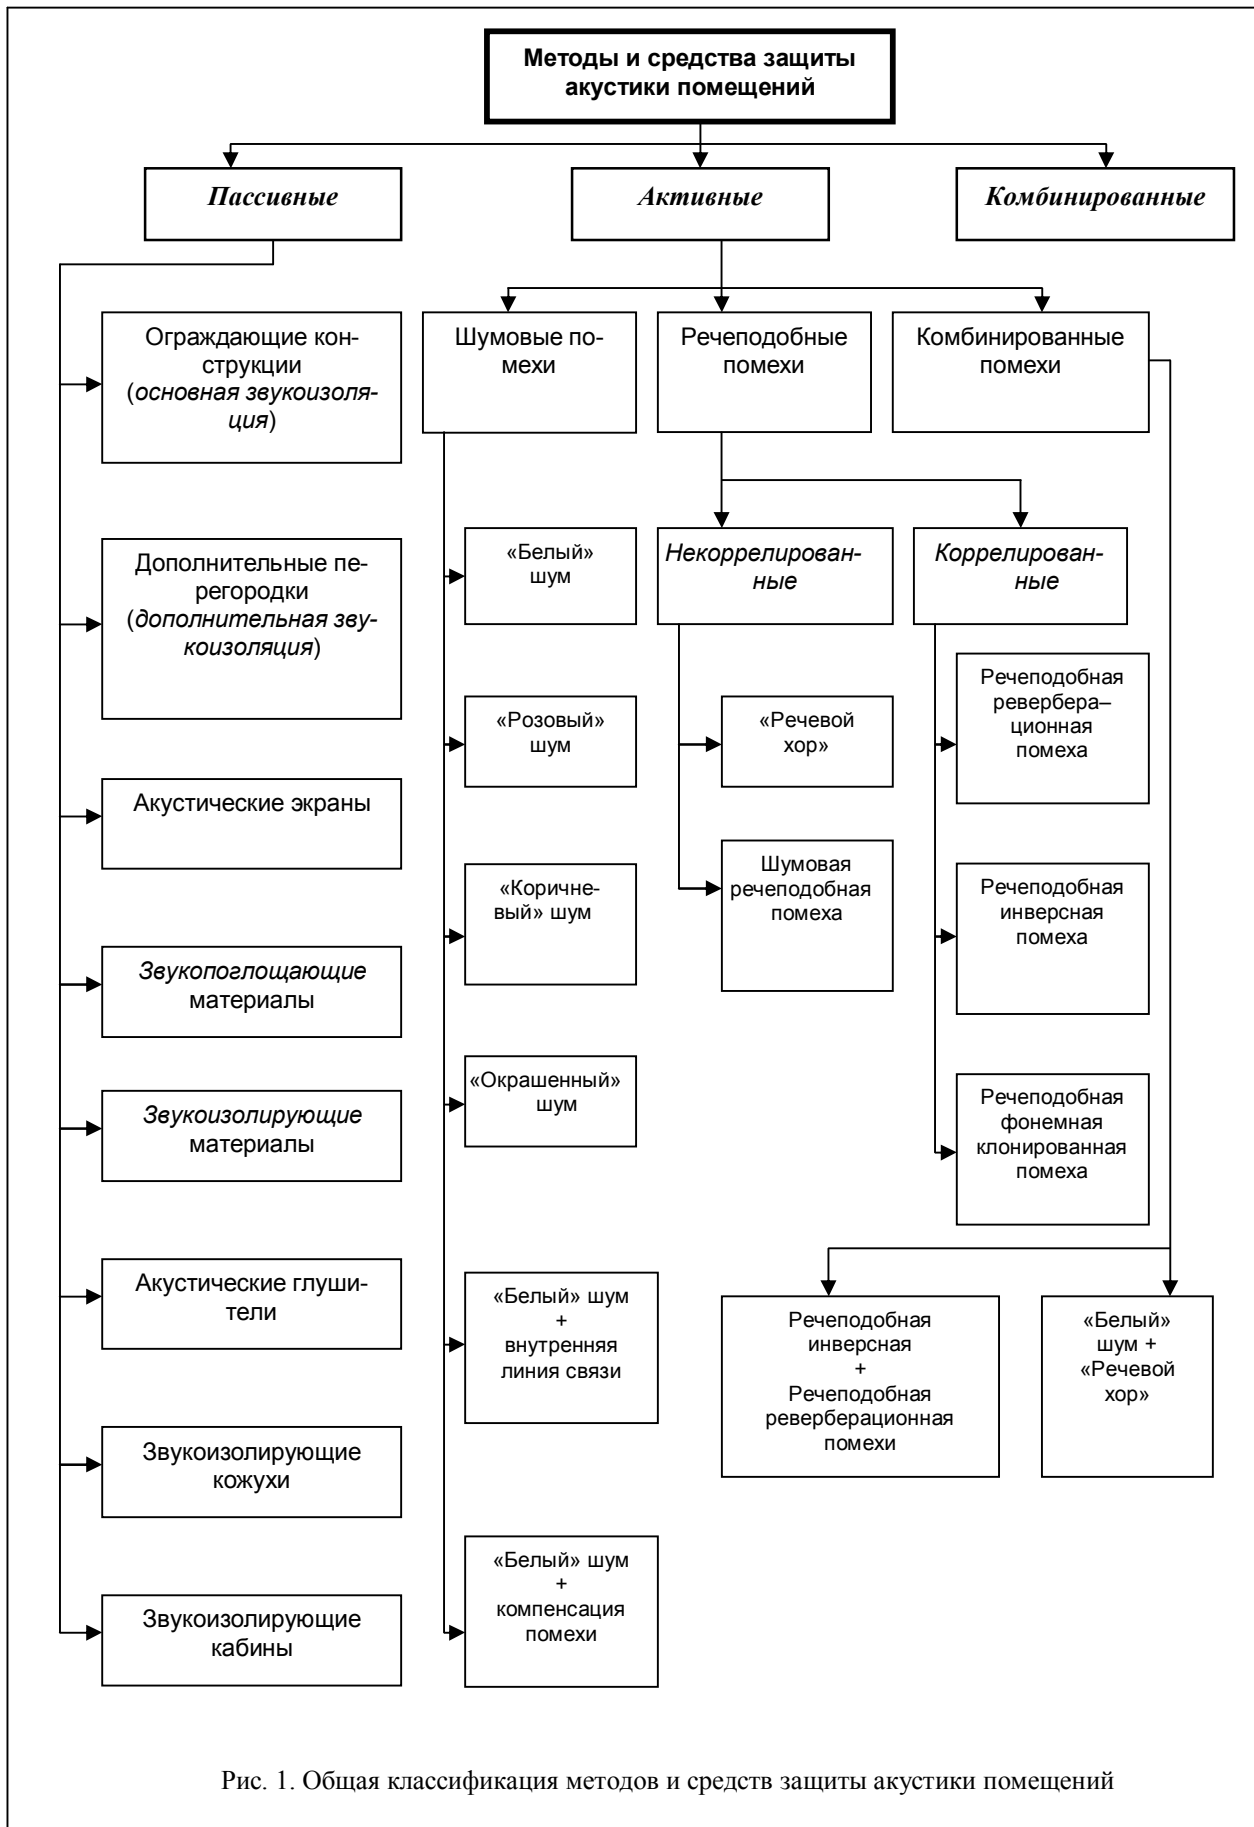 Методы и средства защиты
акустики помещений
Пассивные
Активные
Комбинированные
Ограждающие кон-
струкции
(основная звукоизоля-
ция)
Дополнительные пе-
регородки
(дополнительная зву-
коизоляция)
Акустические экраны
Звукопоглощающие
материалы
Звукоизолирующие
материалы
Акустические глуши-
тели
Звукоизолирующие
кожухи
Звукоизолирующие
кабины
Шумовые по-
мехи
«Белый»
шум
«Розовый»
шум
«Коричне-
вый» шум
«Окрашенный»
шум
«Белый» шум
+
внутренняя
линия связи
«Белый» шум
+
компенсация
помехи
Речеподобные
помехи
Некоррелирован-
ные
«Речевой
хор»
Шумовая
речеподобная
помеха
Коррелирован-
ные
Речеподобная
ревербера–
ционная
помеха
Речеподобная
инверсная
помеха
Речеподобная
фонемная
клонированная
помеха
Комбинированные
помехи
Речеподобная
инверсная
+
Речеподобная
реверберационная
помехи
«Белый»
шум +
«Речевой
хор»
Рис. 1. Общая классификация методов и средств защиты акустики помещений